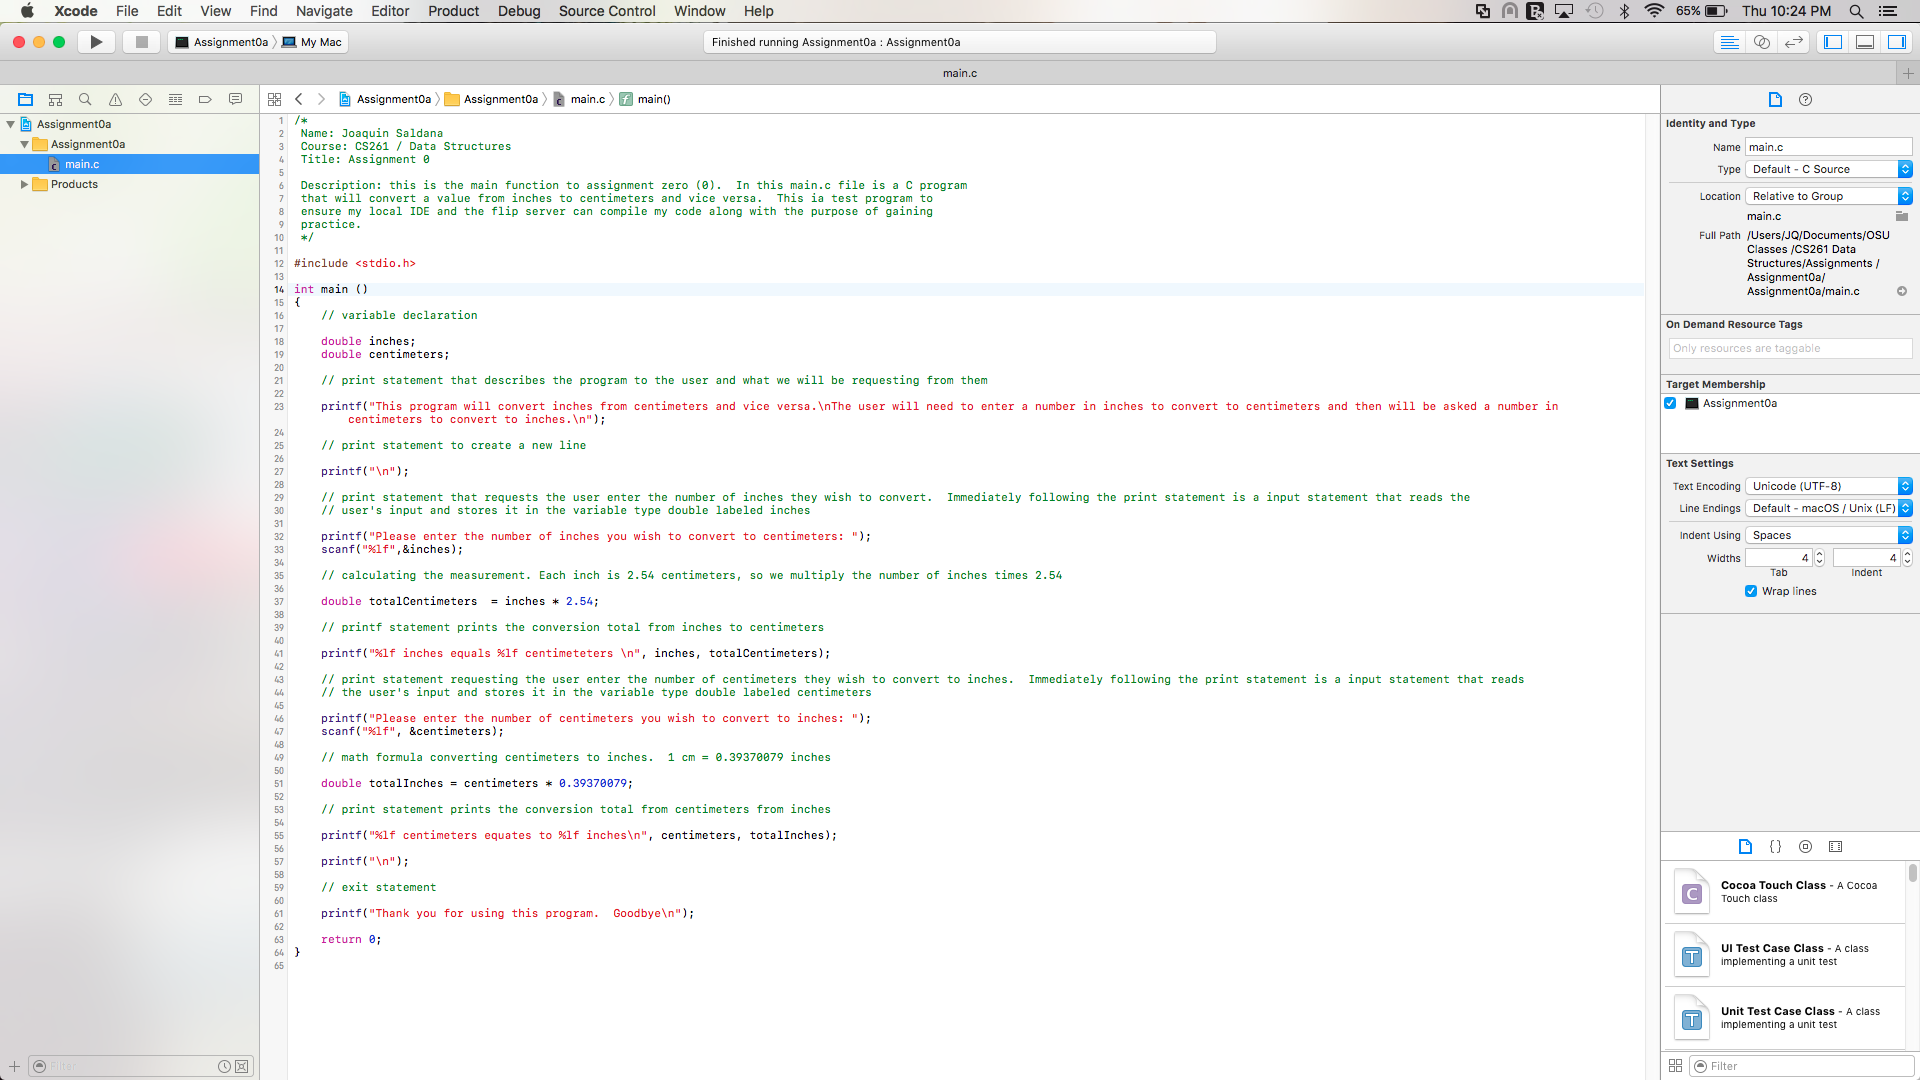 Xcode File Edit View Find Navigate Editor Product Debug Source Control Window Help 65% Thu 10:24 PM
Assignment0a My Mac Finished running Assignment0a : Assignment0a
main.c
Assignment0a Assignment0a main.c main()
Assignment0a
Assignment0a
main.c
Products
1 /*
2 Name: Joaquin Saldana
3 Course: CS261 / Data Structures
4 Title: Assignment 0
5
6 Description: this is the main function to assignment zero (0).  In this main.c file is a C program
7 that will convert a value from inches to centimeters and vice versa.  This ia test program to
8 ensure my local IDE and the flip server can compile my code along with the purpose of gaining
9 practice.
10 */
11
12 #include <stdio.h>
13
14 int main ()
15 {
16 // variable declaration
17
18 double inches;
19 double centimeters;
20
21 // print statement that describes the program to the user and what we will be requesting from them
22
23 printf("This program will convert inches from centimeters and vice versa.\nThe user will need to enter a number in inches to convert to centimeters and then will be asked a number in
centimeters to convert to inches.\n");
24
25 // print statement to create a new line
26
27 printf("\n");
28
29 // print statement that requests the user enter the number of inches they wish to convert.  Immediately following the print statement is a input statement that reads the
30 // user's input and stores it in the variable type double labeled inches
31
32 printf("Please enter the number of inches you wish to convert to centimeters: ");
33 scanf("%lf",&inches);
34
35 // calculating the measurement. Each inch is 2.54 centimeters, so we multiply the number of inches times 2.54
36
37 double totalCentimeters  = inches * 2.54;
38
39 // printf statement prints the conversion total from inches to centimeters
40
41 printf("%lf inches equals %lf centimeteters \n", inches, totalCentimeters);
42
43 // print statement requesting the user enter the number of centimeters they wish to convert to inches.  Immediately following the print statement is a input statement that reads
44 // the user's input and stores it in the variable type double labeled centimeters
45
46 printf("Please enter the number of centimeters you wish to convert to inches: ");
47 scanf("%lf", &centimeters);
48
49 // math formula converting centimeters to inches.  1 cm = 0.39370079 inches
50
51 double totalInches = centimeters * 0.39370079;
52
53 // print statement prints the conversion total from centimeters from inches
54
55 printf("%lf centimeters equates to %lf inches\n", centimeters, totalInches);
56
57 printf("\n");
58
59 // exit statement
60
61 printf("Thank you for using this program.  Goodbye\n");
62
63 return 0;
64 }
65
Filter
Identity and Type
Name main.c
Type Default - C Source
Location Relative to Group
main.c
Full Path /Users/JQ/Documents/OSU
Classes /CS261 Data
Structures/Assignments /
Assignment0a/
Assignment0a/main.c
On Demand Resource Tags
Only resources are taggable
Target Membership
Assignment0a
Text Settings
Text Encoding Unicode (UTF-8)
Line Endings Default - macOS / Unix (LF)
Indent Using Spaces
Widths 4 4
Tab Indent
Wrap lines
{}
C Cocoa Touch Class - A Cocoa
Touch class
T UI Test Case Class - A class
implementing a unit test
T Unit Test Case Class - A class
implementing a unit test
Filter